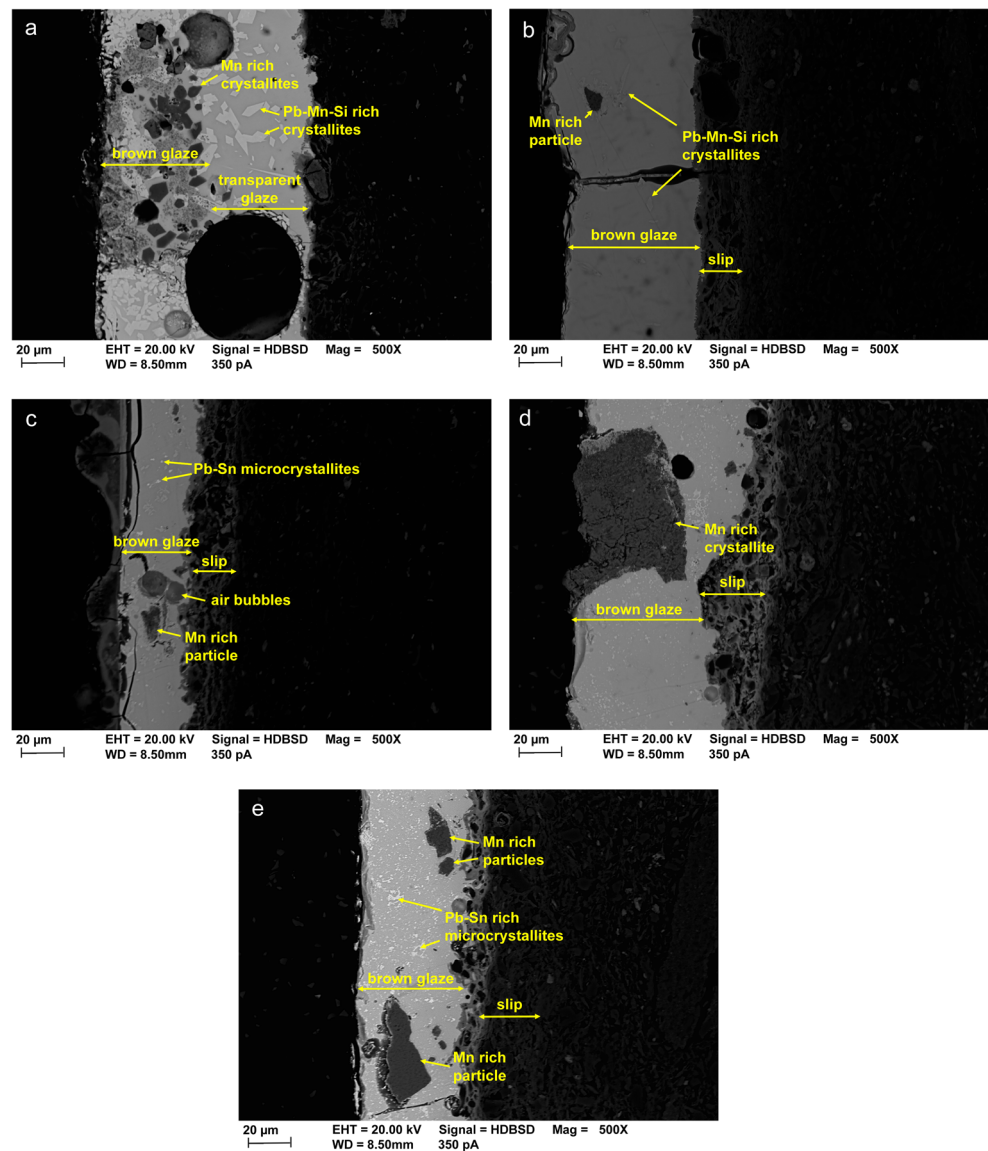 a
Mn rich
crystallites
Pb-Mn-Si rich
crystallites
brown glaze
transparent
glaze
20 µm
EHT = 20.00 kV Signal = HDBSD Mag = 500X
WD = 8.50mm 350 pA
b
Mn rich
particle
Pb-Mn-Si rich
crystallites
brown glaze
slip
20 µm
EHT = 20.00 kV Signal = HDBSD Mag = 500X
WD = 8.50mm 350 pA
c
Pb-Sn microcrystallites
brown glaze
slip
air bubbles
Mn rich
particle
20 µm
EHT = 20.00 kV Signal = HDBSD Mag = 500X
WD = 8.50mm 350 pA
d
Mn rich
crystallite
slip
brown glaze
20 µm
EHT = 20.00 kV Signal = HDBSD Mag = 500X
WD = 8.50mm 350 pA
e
Mn rich
particles
Pb-Sn rich
microcrystallites
brown glaze
slip
Mn rich
particle
20 µm
EHT = 20.00 kV Signal = HDBSD Mag = 500X
WD = 8.50mm 350 pA